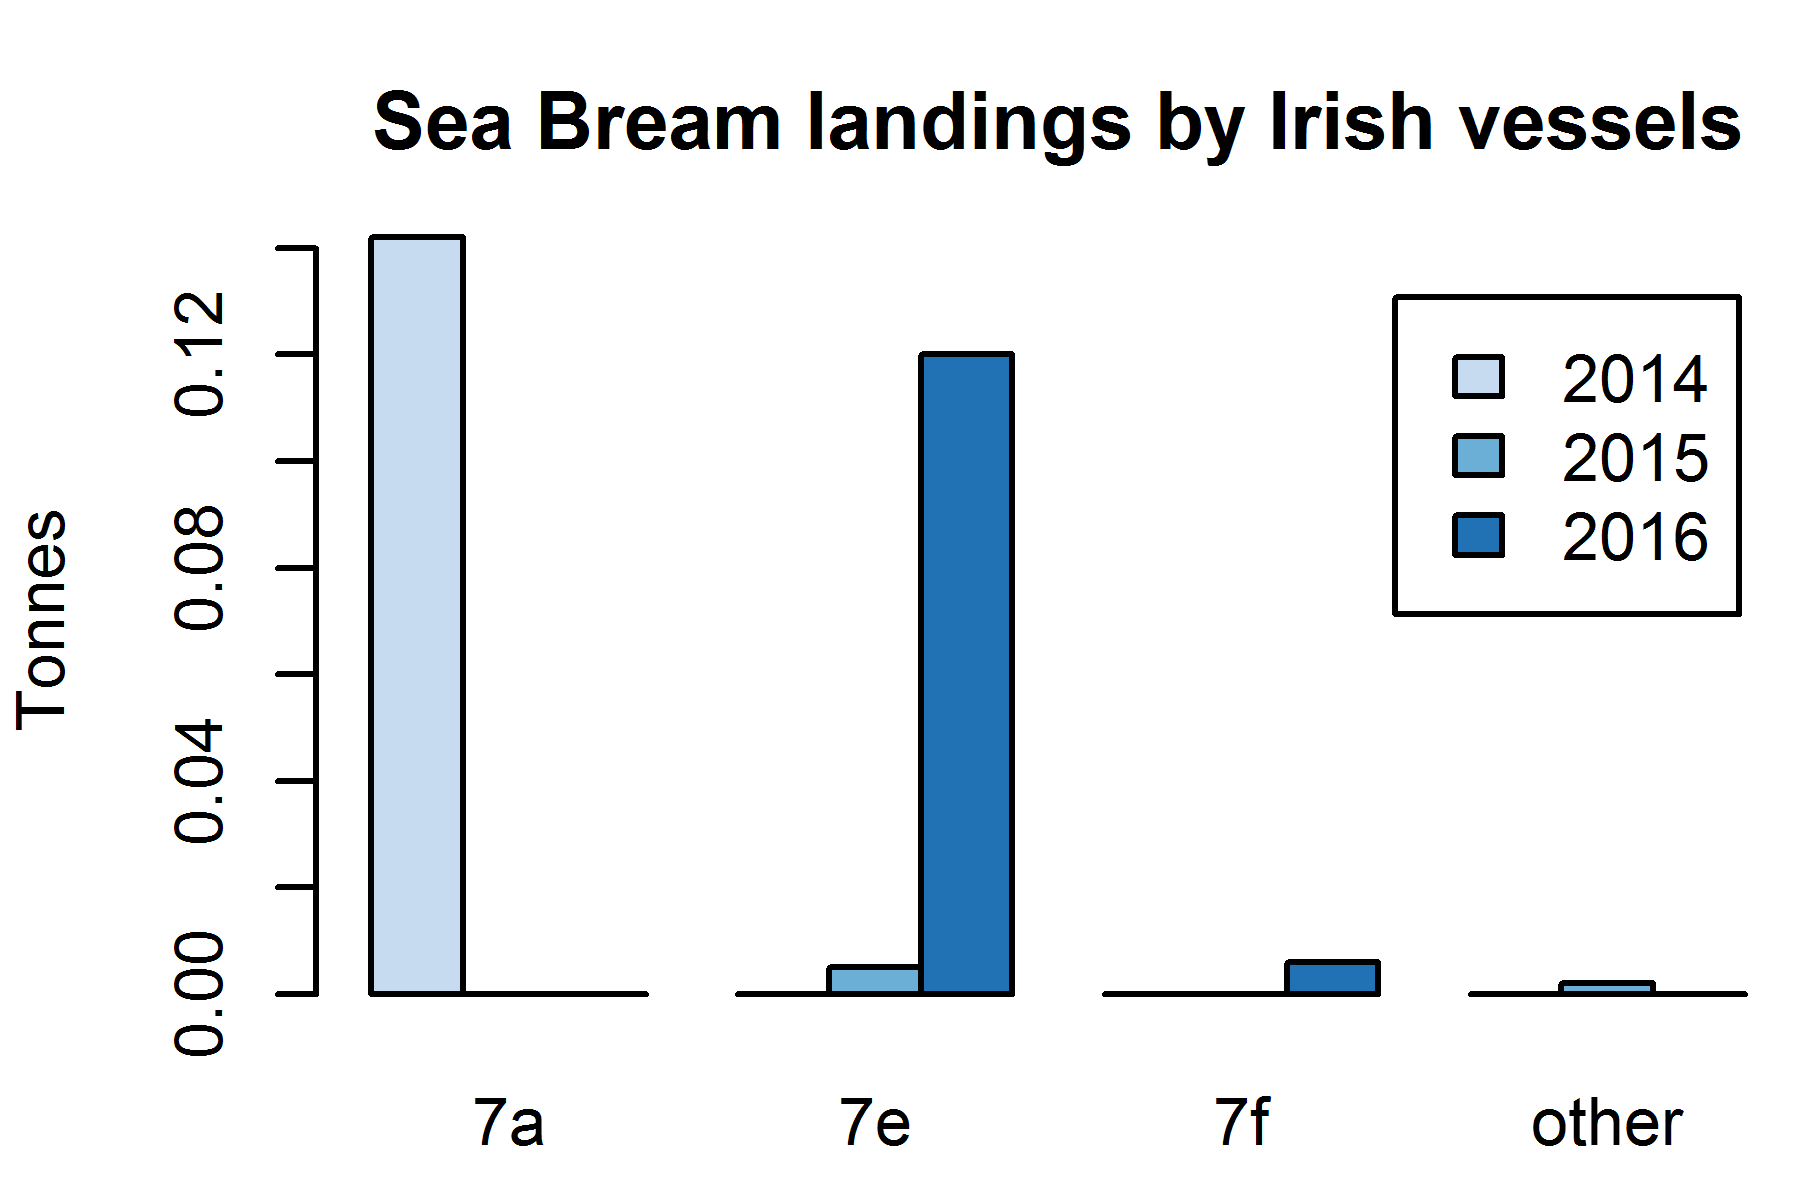 Sea Bream landings by Irish vessels
Tonnes
0.12
0.08
0.04
0.00
2014
2015
2016
7a
7e
7f
other